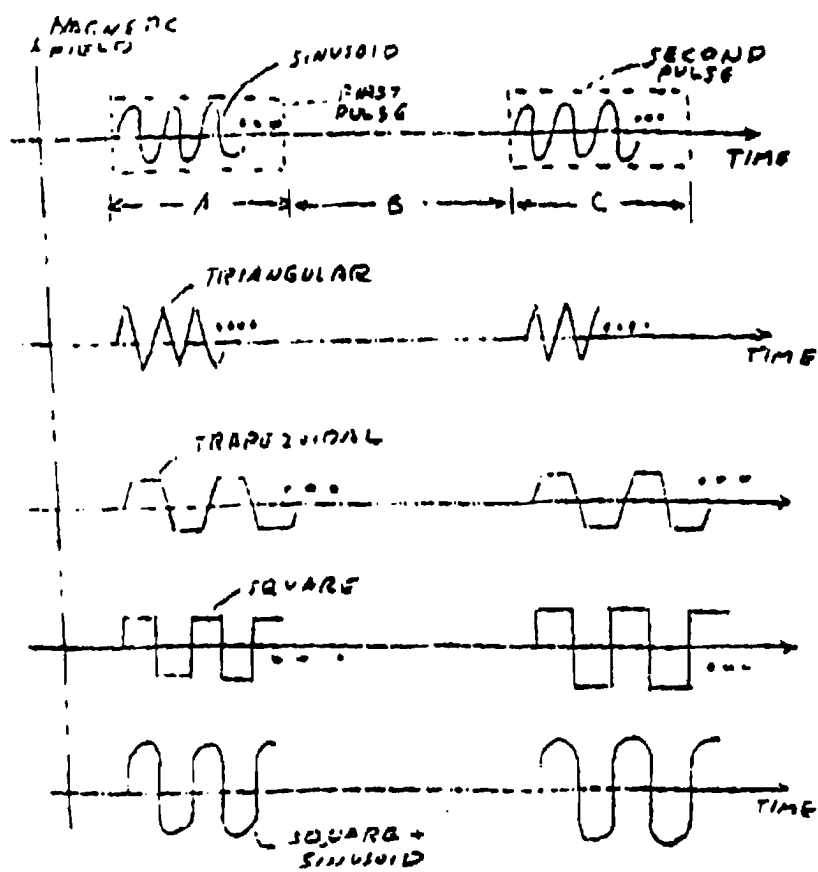 MAGNETIC
FIELD
SINUSOID
FIRST
PULSE
SECOND
PULSE
TIME
A
B
C
TRIANGULAR
TIME
TRAPEZOIDAL
SQUARE
TIME
SQUARE +
SINUSOID